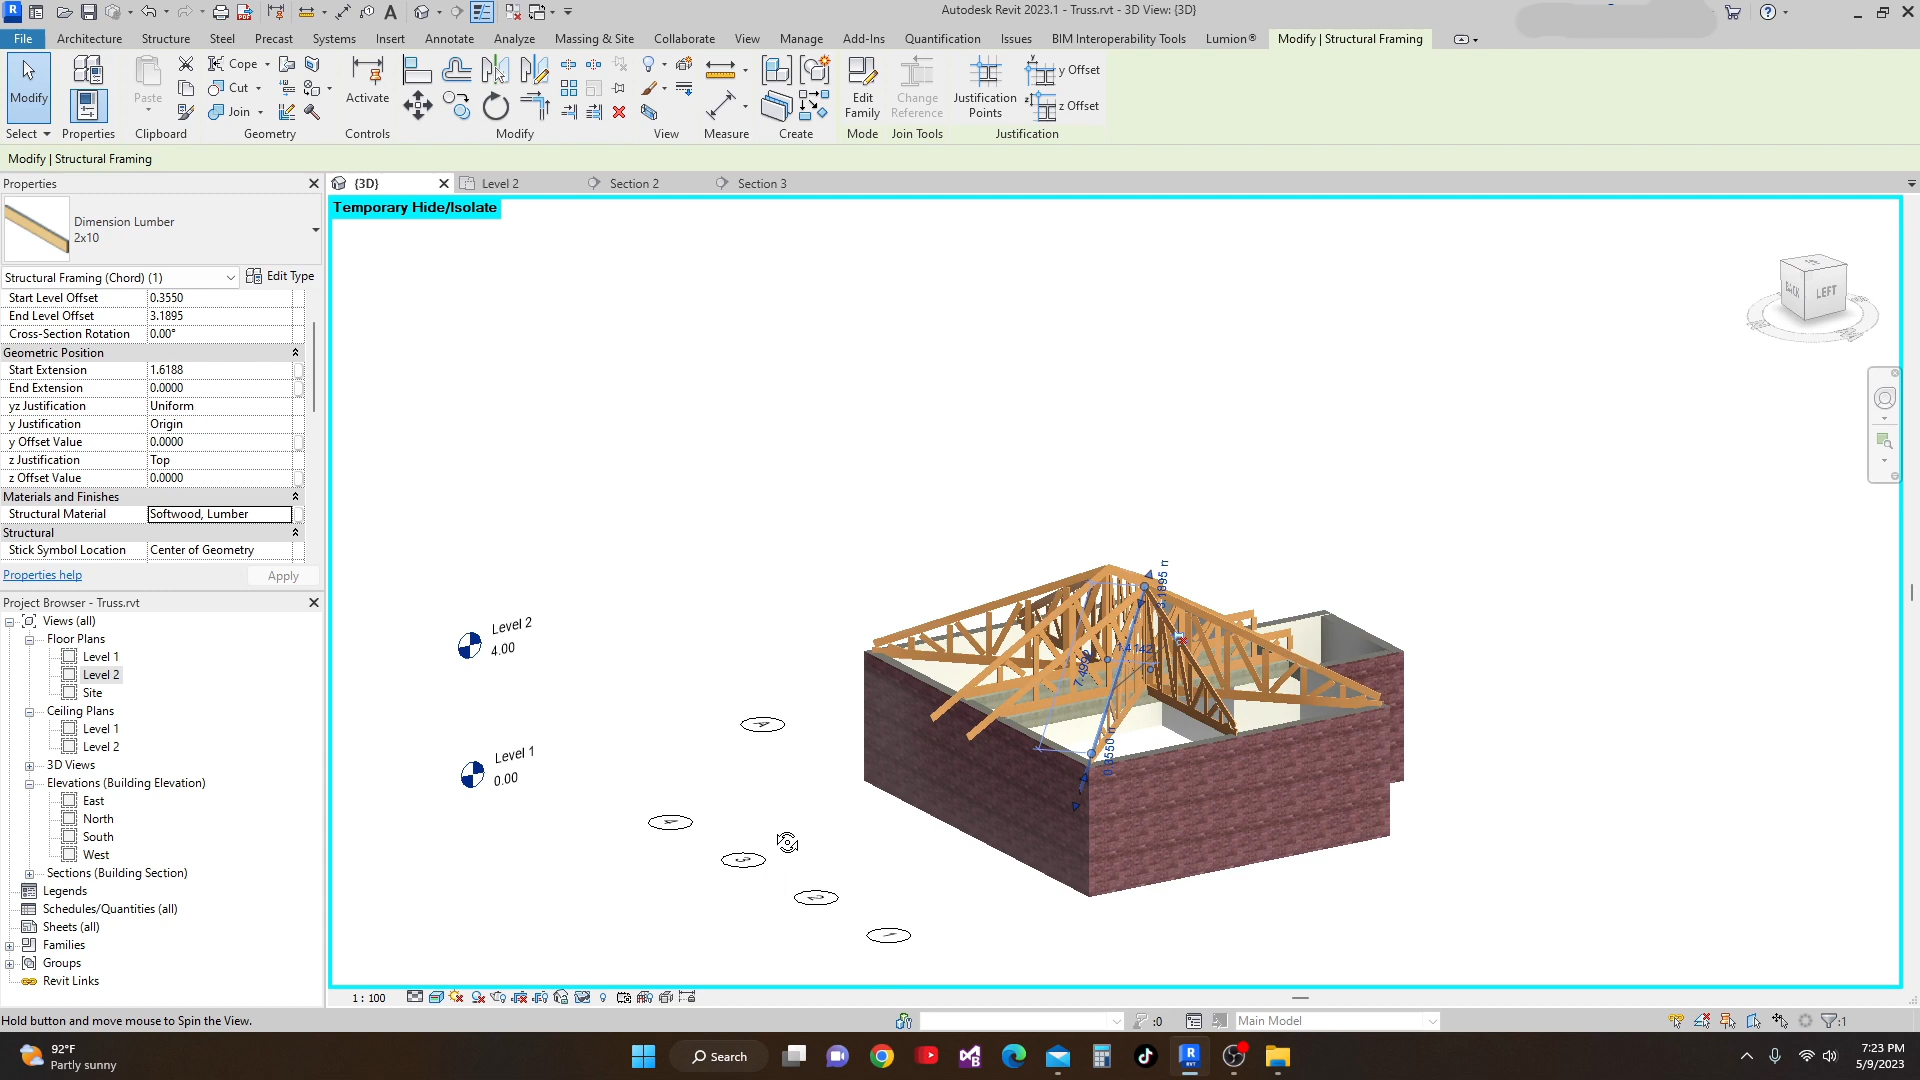 Autodesk Revit 2023.1 - Truss.rvt - 3D View: {3D}
File Architecture Structure Steel Precast Systems Insert Annotate Analyze Massing & Site Collaborate View Manage Add-Ins Quantification Issues BIM Interoperability Tools Lumion® Modify | Structural Framing
Modify
Paste
Cope
Cut
Join
Activate
Edit Family
Change Reference
Justification Points
y Offset
z Offset
Select Properties Clipboard Geometry Controls Modify View Measure Create Mode Join Tools Justification
Modify | Structural Framing
Properties
{3D} Level 2 Section 2 Section 3
Temporary Hide/Isolate
Dimension Lumber
2x10
Structural Framing (Chord) (1) Edit Type
Start Level Offset 0.3550
End Level Offset 3.1895
Cross-Section Rotation 0.00°
Geometric Position
Start Extension 1.6188
End Extension 0.0000
yz Justification Uniform
y Justification Origin
y Offset Value 0.0000
z Justification Top
z Offset Value 0.0000
Materials and Finishes
Structural Material Softwood, Lumber
Structural
Stick Symbol Location Center of Geometry
Properties help Apply
Project Browser - Truss.rvt
Views (all)
Floor Plans
Level 1
Level 2
Site
Ceiling Plans
Level 1
Level 2
3D Views
Elevations (Building Elevation)
East
North
South
West
Sections (Building Section)
Legends
Schedules/Quantities (all)
Sheets (all)
Families
Groups
Revit Links
BACK LEFT
Level 2
4.00
Level 1
0.00
3.1895
A
4
3
2
1
1 : 100
Hold button and move mouse to Spin the View.
:0
Main Model
:1
92°F
Partly sunny
Search
7:23 PM
5/9/2023